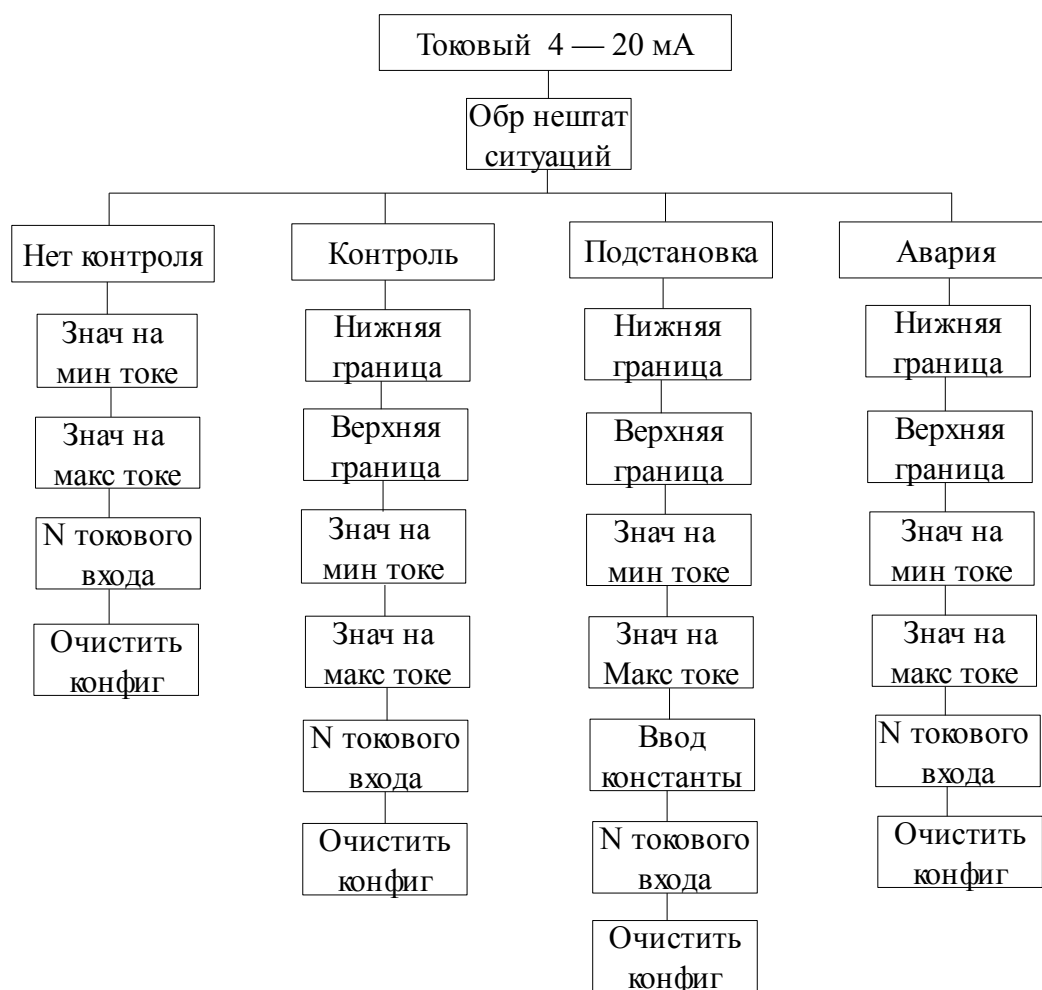 Токовый 4 — 20 мА
Обр нештат
ситуаций
Нет контроля
Знач на
мин токе
Знач на
макс токе
N токового
входа
Очистить
конфиг
Контроль
Нижняя
граница
Верхняя
граница
Знач на
мин токе
Знач на
макс токе
N токового
входа
Очистить
конфиг
Подстановка
Нижняя
граница
Верхняя
граница
Знач на
мин токе
Знач на
Макс токе
Ввод
константы
N токового
входа
Очистить
конфиг
Авария
Нижняя
граница
Верхняя
граница
Знач на
мин токе
Знач на
макс токе
N токового
входа
Очистить
конфиг